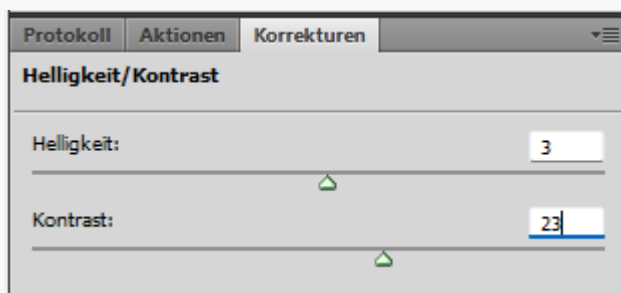 Protokoll Aktionen Korrekturen
Helligkeit/Kontrast
Helligkeit: 3
Kontrast: 23